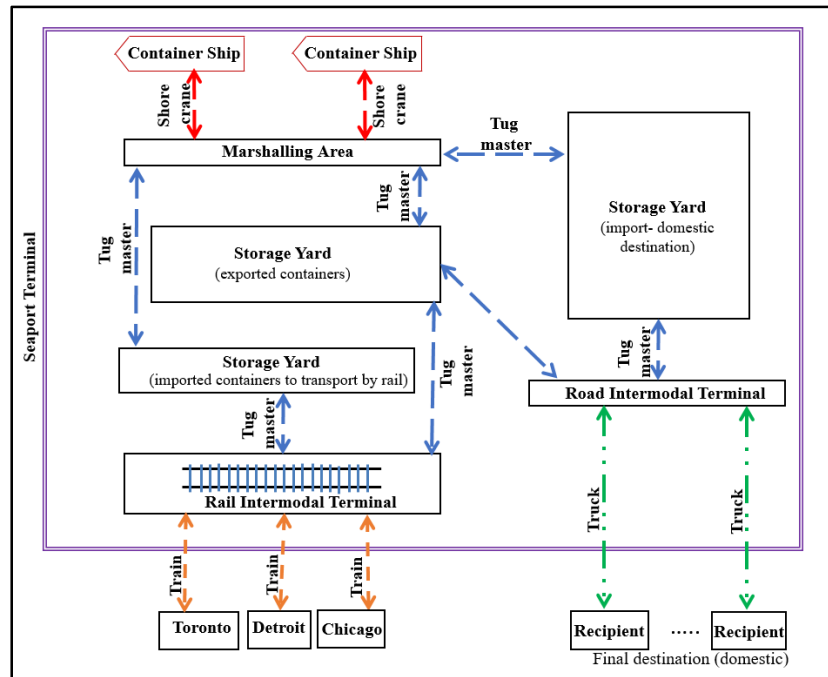 Container Ship
Container Ship
Shore
crane
Shore
crane
Marshalling Area
Tug
master
Tug
master
Tug
master
Storage Yard
(import- domestic
destination)
Storage Yard
(exported containers)
Seaport Terminal
Storage Yard
(imported containers to transport by rail)
Tug
master
Tug
master
Tug
master
Road Intermodal Terminal
Rail Intermodal Terminal
Train
Train
Train
Truck
Truck
Toronto
Detroit
Chicago
Recipient
.....
Recipient
Final destination (domestic)